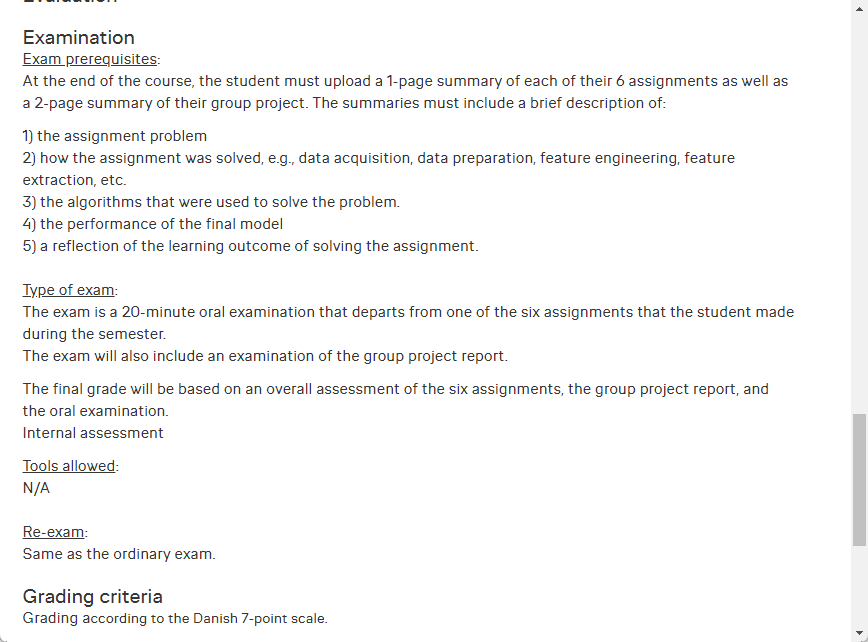 Examination
Exam prerequisites:
At the end of the course, the student must upload a 1-page summary of each of their 6 assignments as well as
a 2-page summary of their group project. The summaries must include a brief description of:
1) the assignment problem
2) how the assignment was solved, e.g., data acquisition, data preparation, feature engineering, feature
extraction, etc.
3) the algorithms that were used to solve the problem.
4) the performance of the final model
5) a reflection of the learning outcome of solving the assignment.
Type of exam:
The exam is a 20-minute oral examination that departs from one of the six assignments that the student made
during the semester.
The exam will also include an examination of the group project report.
The final grade will be based on an overall assessment of the six assignments, the group project report, and
the oral examination.
Internal assessment
Tools allowed:
N/A
Re-exam:
Same as the ordinary exam.
Grading criteria
Grading according to the Danish 7-point scale.